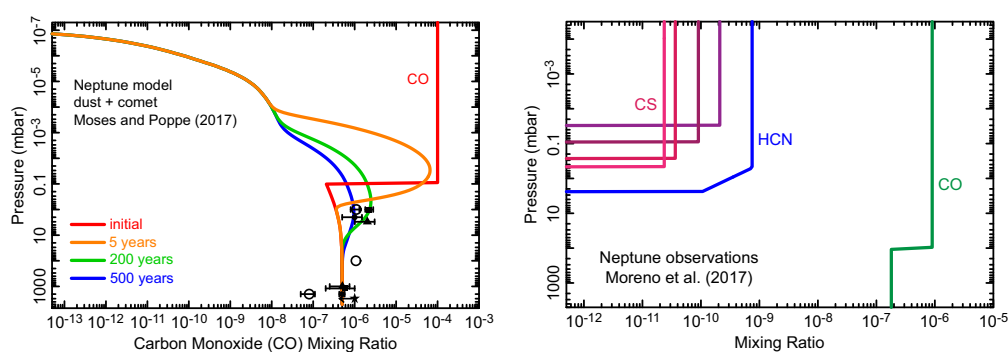 10-7
10-5
10-3
0.1
10
1000
Pressure (mbar)
Neptune model
dust + comet
Moses and Poppe (2017)
CO
initial
5 years
200 years
500 years
10-13 10-12 10-11 10-10 10-9 10-8 10-7 10-6 10-5 10-4 10-3
Carbon Monoxide (CO) Mixing Ratio
10-3
0.1
10
1000
Pressure (mbar)
CS
HCN
CO
Neptune observations
Moreno et al. (2017)
10-12 10-11 10-10 10-9 10-8 10-7 10-6 10-5
Mixing Ratio